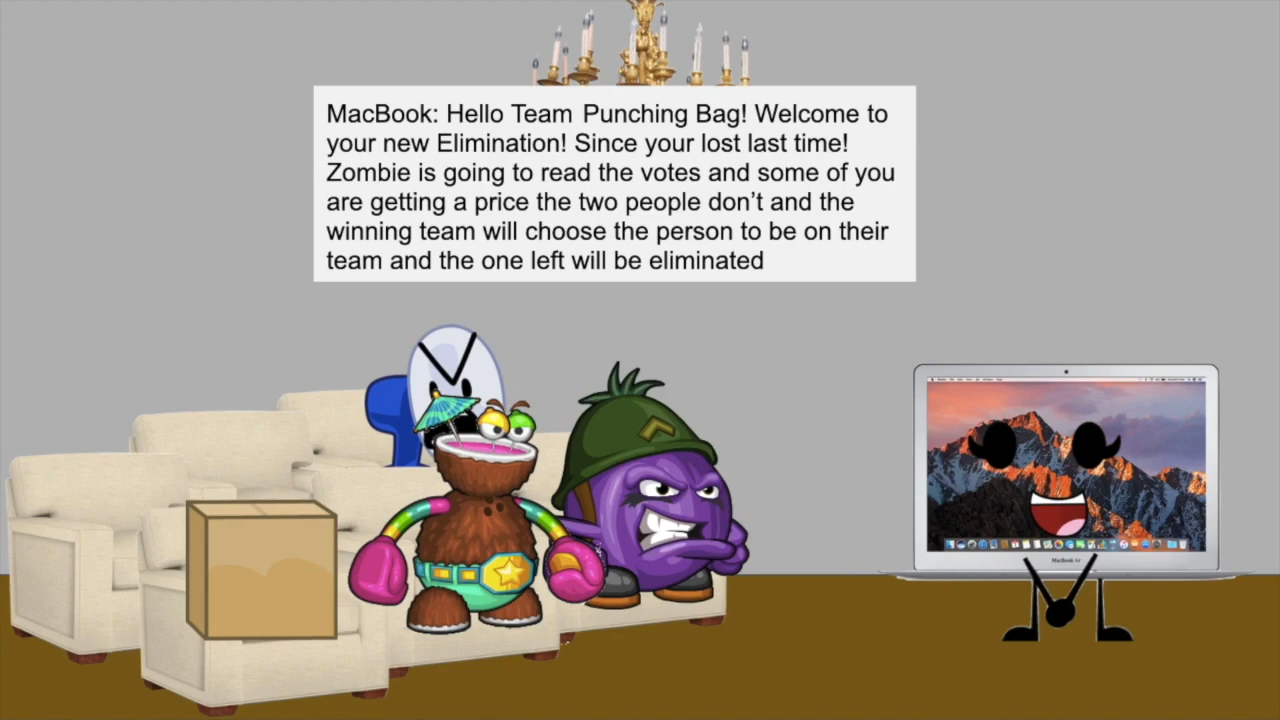 MacBook: Hello Team Punching Bag! Welcome to
your new Elimination! Since your lost last time!
Zombie is going to read the votes and some of you
are getting a price the two people don't and the
winning team will choose the person to be on their
team and the one left will be eliminated
MacBook Air